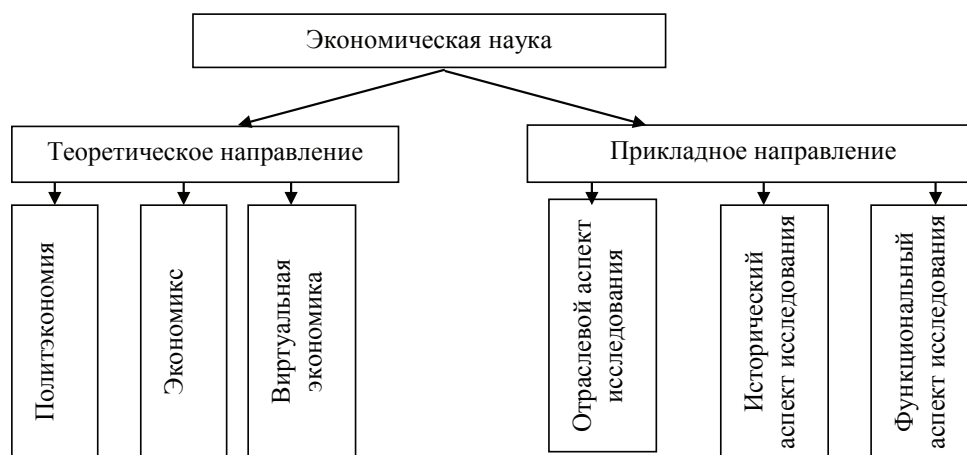 Экономическая наука
Теоретическое направление
Прикладное направление
Политэкономия
Экономикс
Виртуальная
экономика
Отраслевой аспект
исследования
Исторический
аспект исследования
Функциональный
аспект исследования